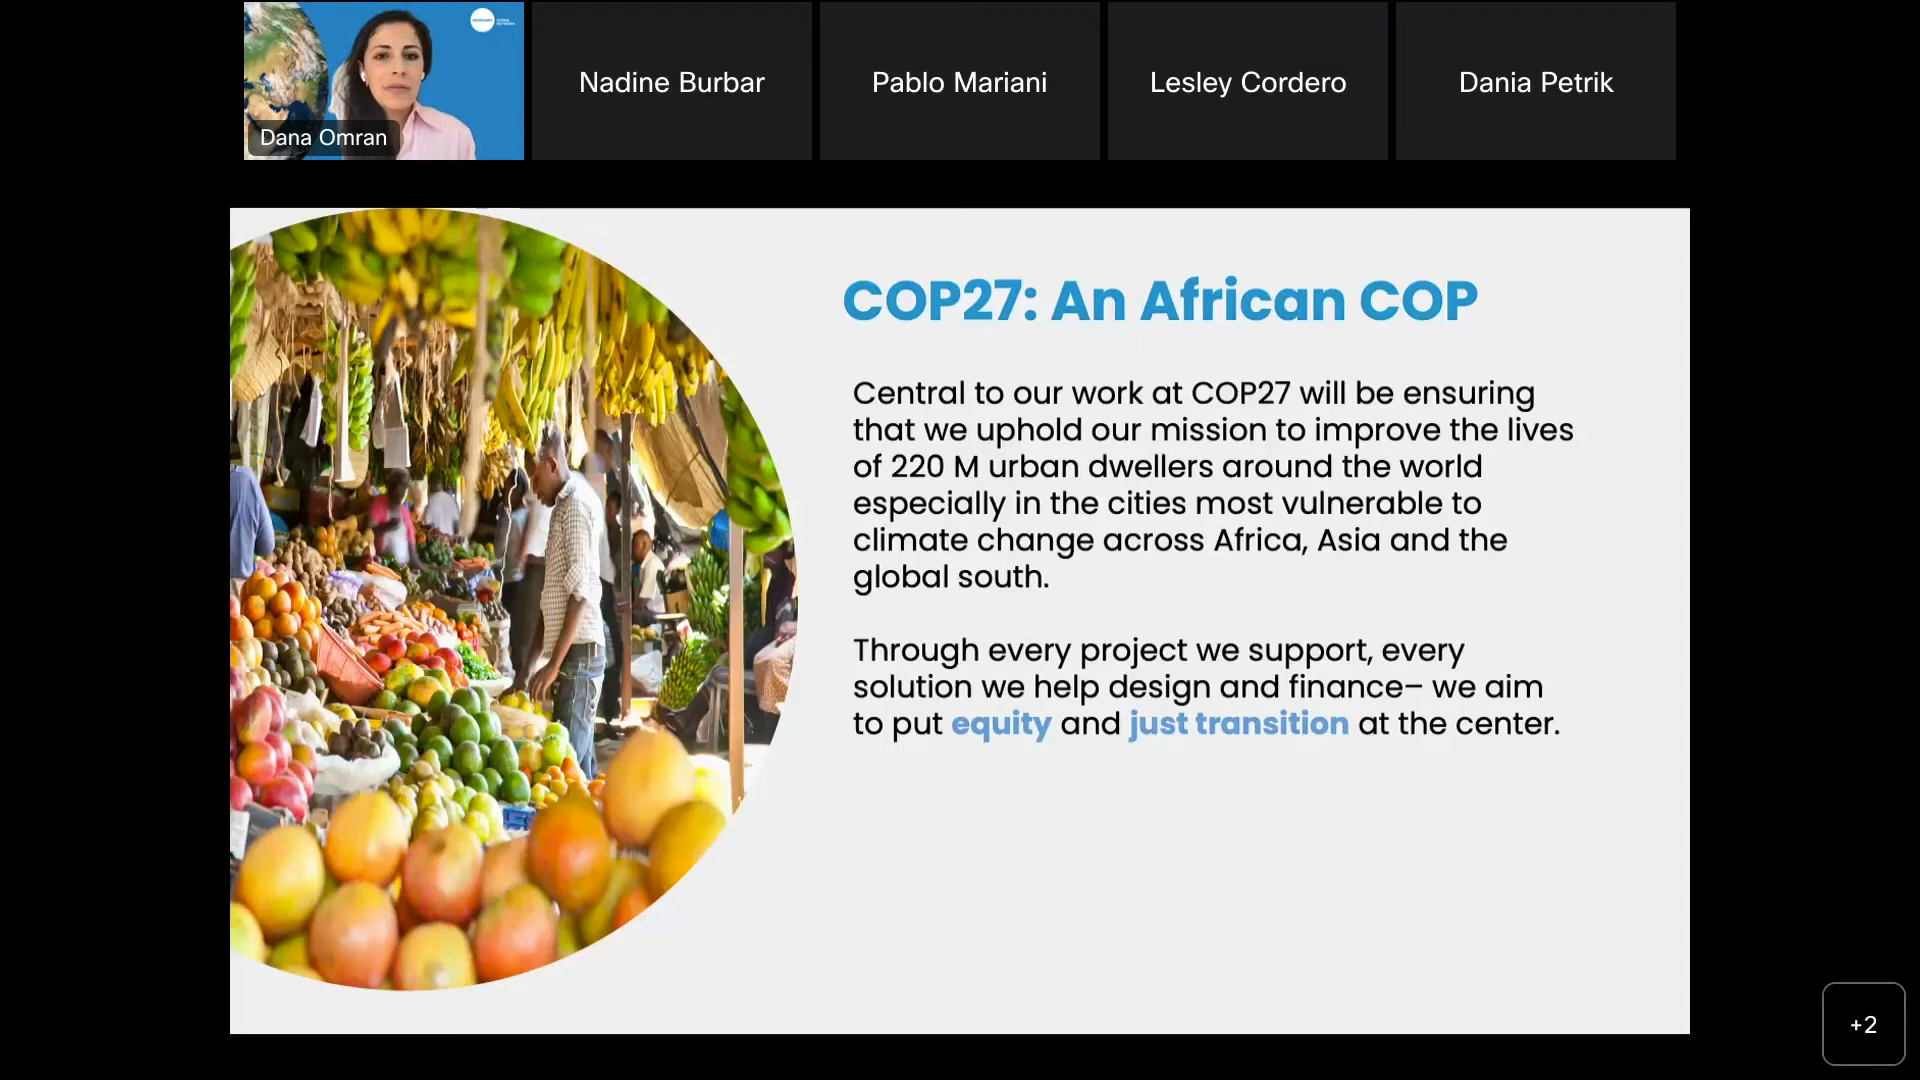 Dana Omran
Nadine Burbar
Pablo Mariani
Lesley Cordero
Dania Petrik
COP27: An African COP
Central to our work at COP27 will be ensuring
that we uphold our mission to improve the lives
of 220 M urban dwellers around the world
especially in the cities most vulnerable to
climate change across Africa, Asia and the
global south.
Through every project we support, every
solution we help design and finance– we aim
to put equity and just transition at the center.
+2